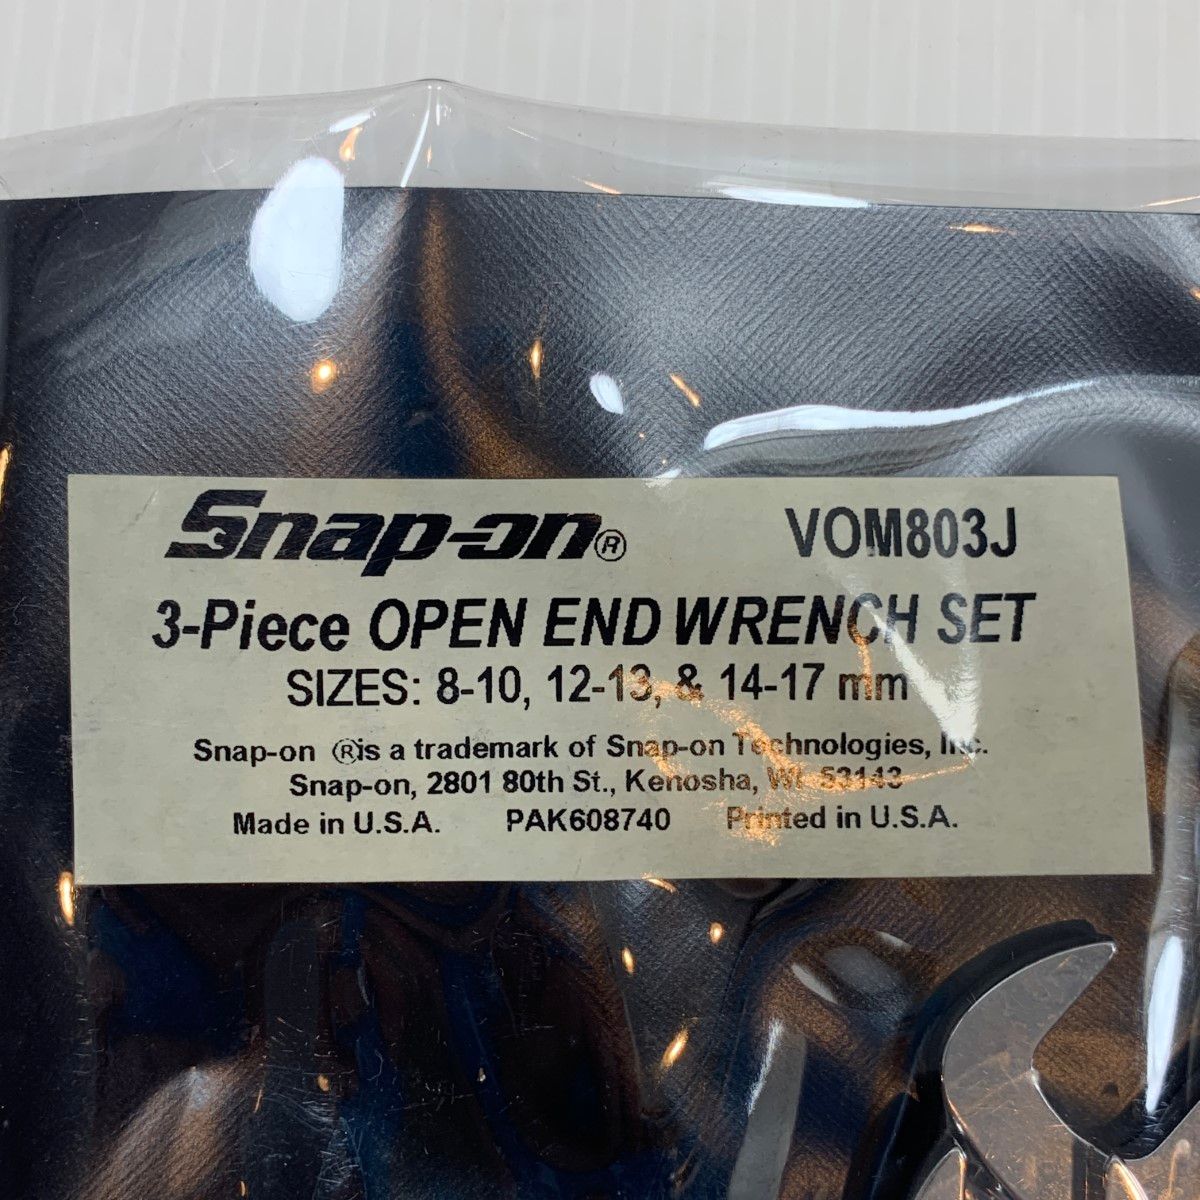 Snap-on® VOM803J
3-Piece OPEN END WRENCH SET
SIZES: 8-10, 12-13, & 14-17 mm
Snap-on ®is a trademark of Snap-on Technologies, Inc.
Snap-on, 2801 80th St., Kenosha, WI 53143
Made in U.S.A. PAK608740 Printed in U.S.A.